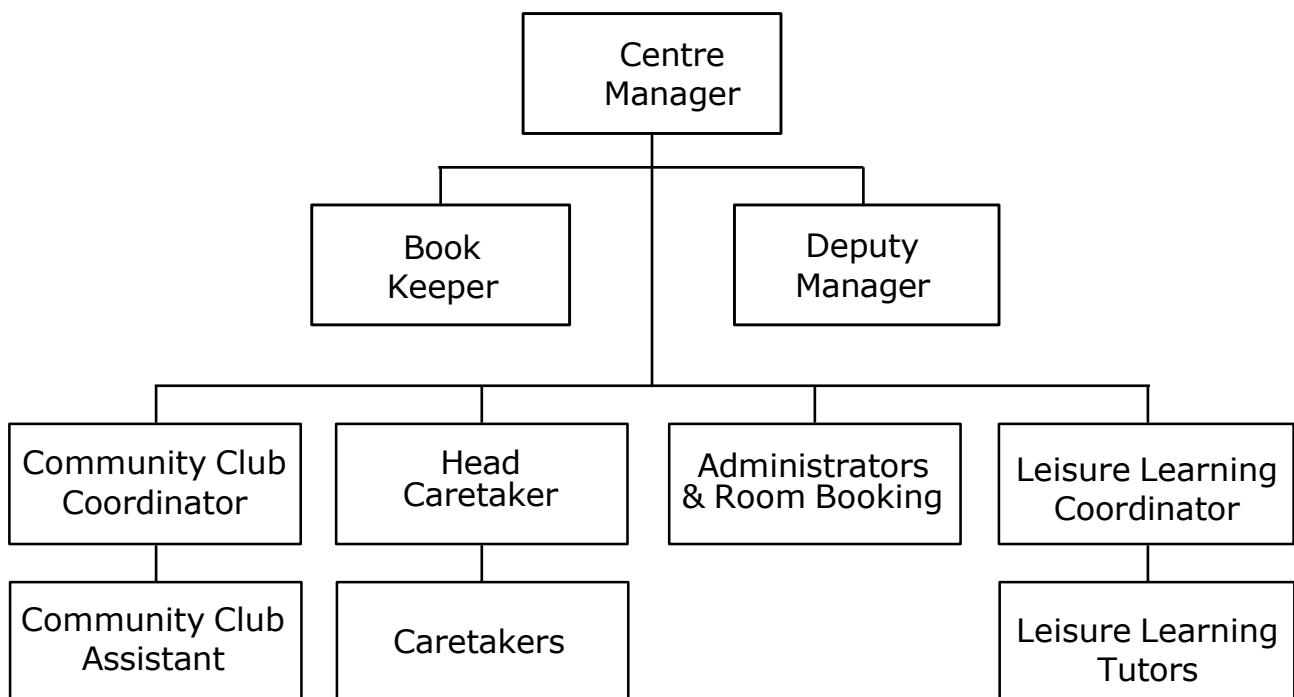 Centre
Manager
Book
Keeper
Deputy
Manager
Community Club
Coordinator
Head
Caretaker
Administrators
& Room Booking
Leisure Learning
Coordinator
Community Club
Assistant
Caretakers
Leisure Learning
Tutors